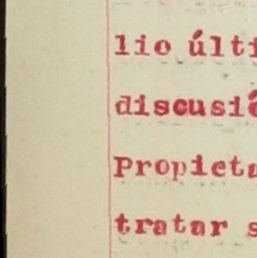 lio últi
discusió
Propieta
tratar s